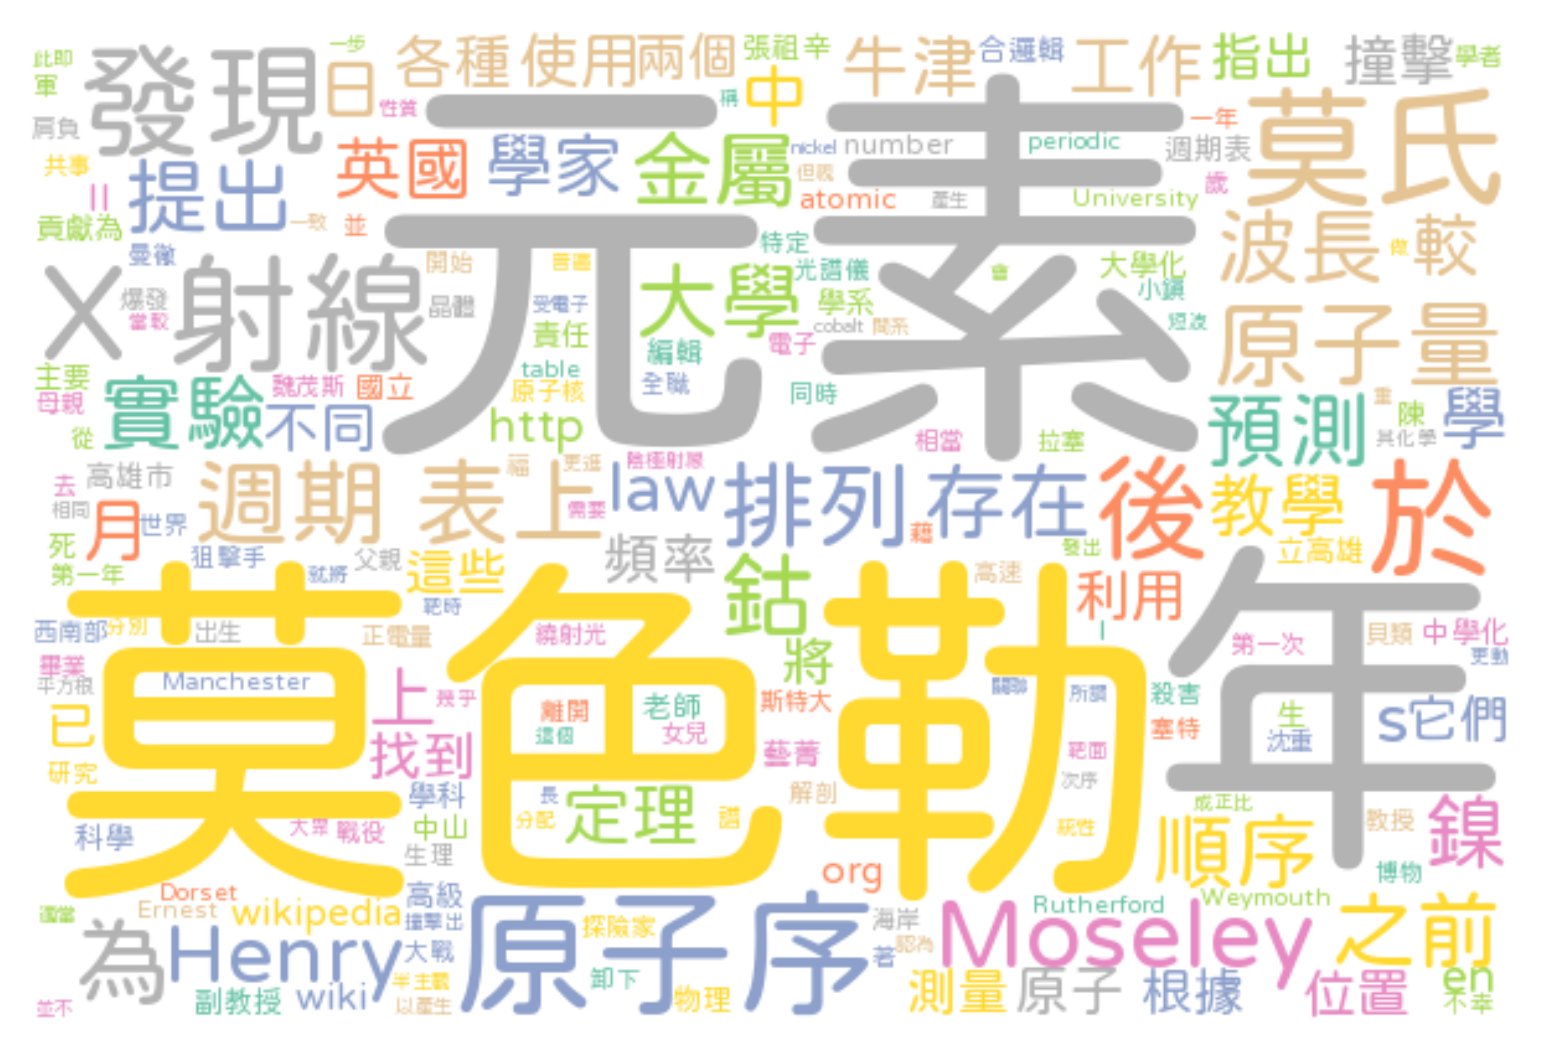 此即
一步
各種
使用
兩個
張祖辛
牛津
合邏輯
工作
指出
撞擊
學者
軍
發現
日
性質
稱
中
一年
莫氏
肩負
元素
英國
學家
金屬
nickel
number
periodic
週期表
共事
II
提出
歲
atomic
產生
University
貢獻為
一致
並
特定
波長
做
較
曼徹
開始
普遍
大學
光譜儀
會
大學化
小鎮
X
射線
爆發
當較
晶體
受電子
責任
學系
cobalt
間系
短波
原子量
編輯
電子
table
主要
母親
實驗
魏茂斯
國立
原子核
全職
同時
預測
重
陳
學
從
不同
http
相當
拉塞
其化學
去
高雄市
週期
表上
福
更進
陰極射線
law
排列
存在
後
教學
於
相同
月
世界
需要
藉
死
狙擊手
父親
這些
頻率
發出
立高雄
第一年
就將
鈷
高速
利用
年
莫色勒
靶時
西南部
分別
出生
正電量
繞射光
將
I
第一次
貝類
中學化
更動
畢業
平方根
Manchester
上
幾乎
離開
老師
斯特大
關聯
所謂
殺害
已
找到
這個
女兒
藝菁
靶面
塞特
生
沈重
s它們
研究
學科
長
分配
定理
譜
解剖
次序
成正比
科學
大眾
戰役
中山
生理
統性
順序
教授
鎳
org
博物
Dorset
高級
Ernest
wikipedia
撞擊出
原子序
探險家
海岸
Moseley
Rutherford
Weymouth
之前
為
Henry
大戰
著
認為
半主觀
卸下
測量
原子
根據
位置
en
並不
副教授
wiki
以產生
物理
不幸